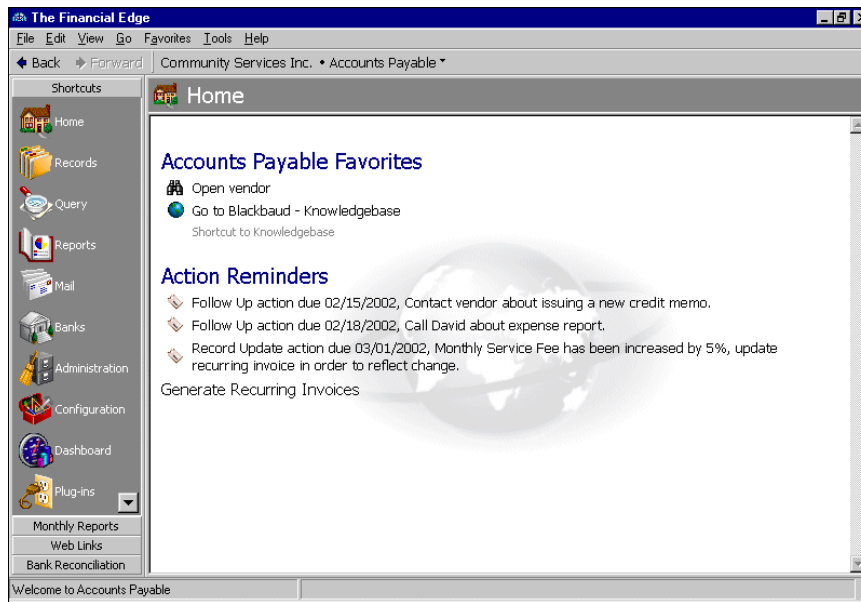 The Financial Edge
File Edit View Go Favorites Tools Help
Back Forward Community Services Inc. • Accounts Payable
Shortcuts
Home
Records
Query
Reports
Mail
Banks
Administration
Configuration
Dashboard
Plug-ins
Monthly Reports
Web Links
Bank Reconciliation
Home
Accounts Payable Favorites
Open vendor
Go to Blackbaud - Knowledgebase
Shortcut to Knowledgebase
Action Reminders
Follow Up action due 02/15/2002, Contact vendor about issuing a new credit memo.
Follow Up action due 02/18/2002, Call David about expense report.
Record Update action due 03/01/2002, Monthly Service Fee has been increased by 5%, update
recurring invoice in order to reflect change.
Generate Recurring Invoices
Welcome to Accounts Payable